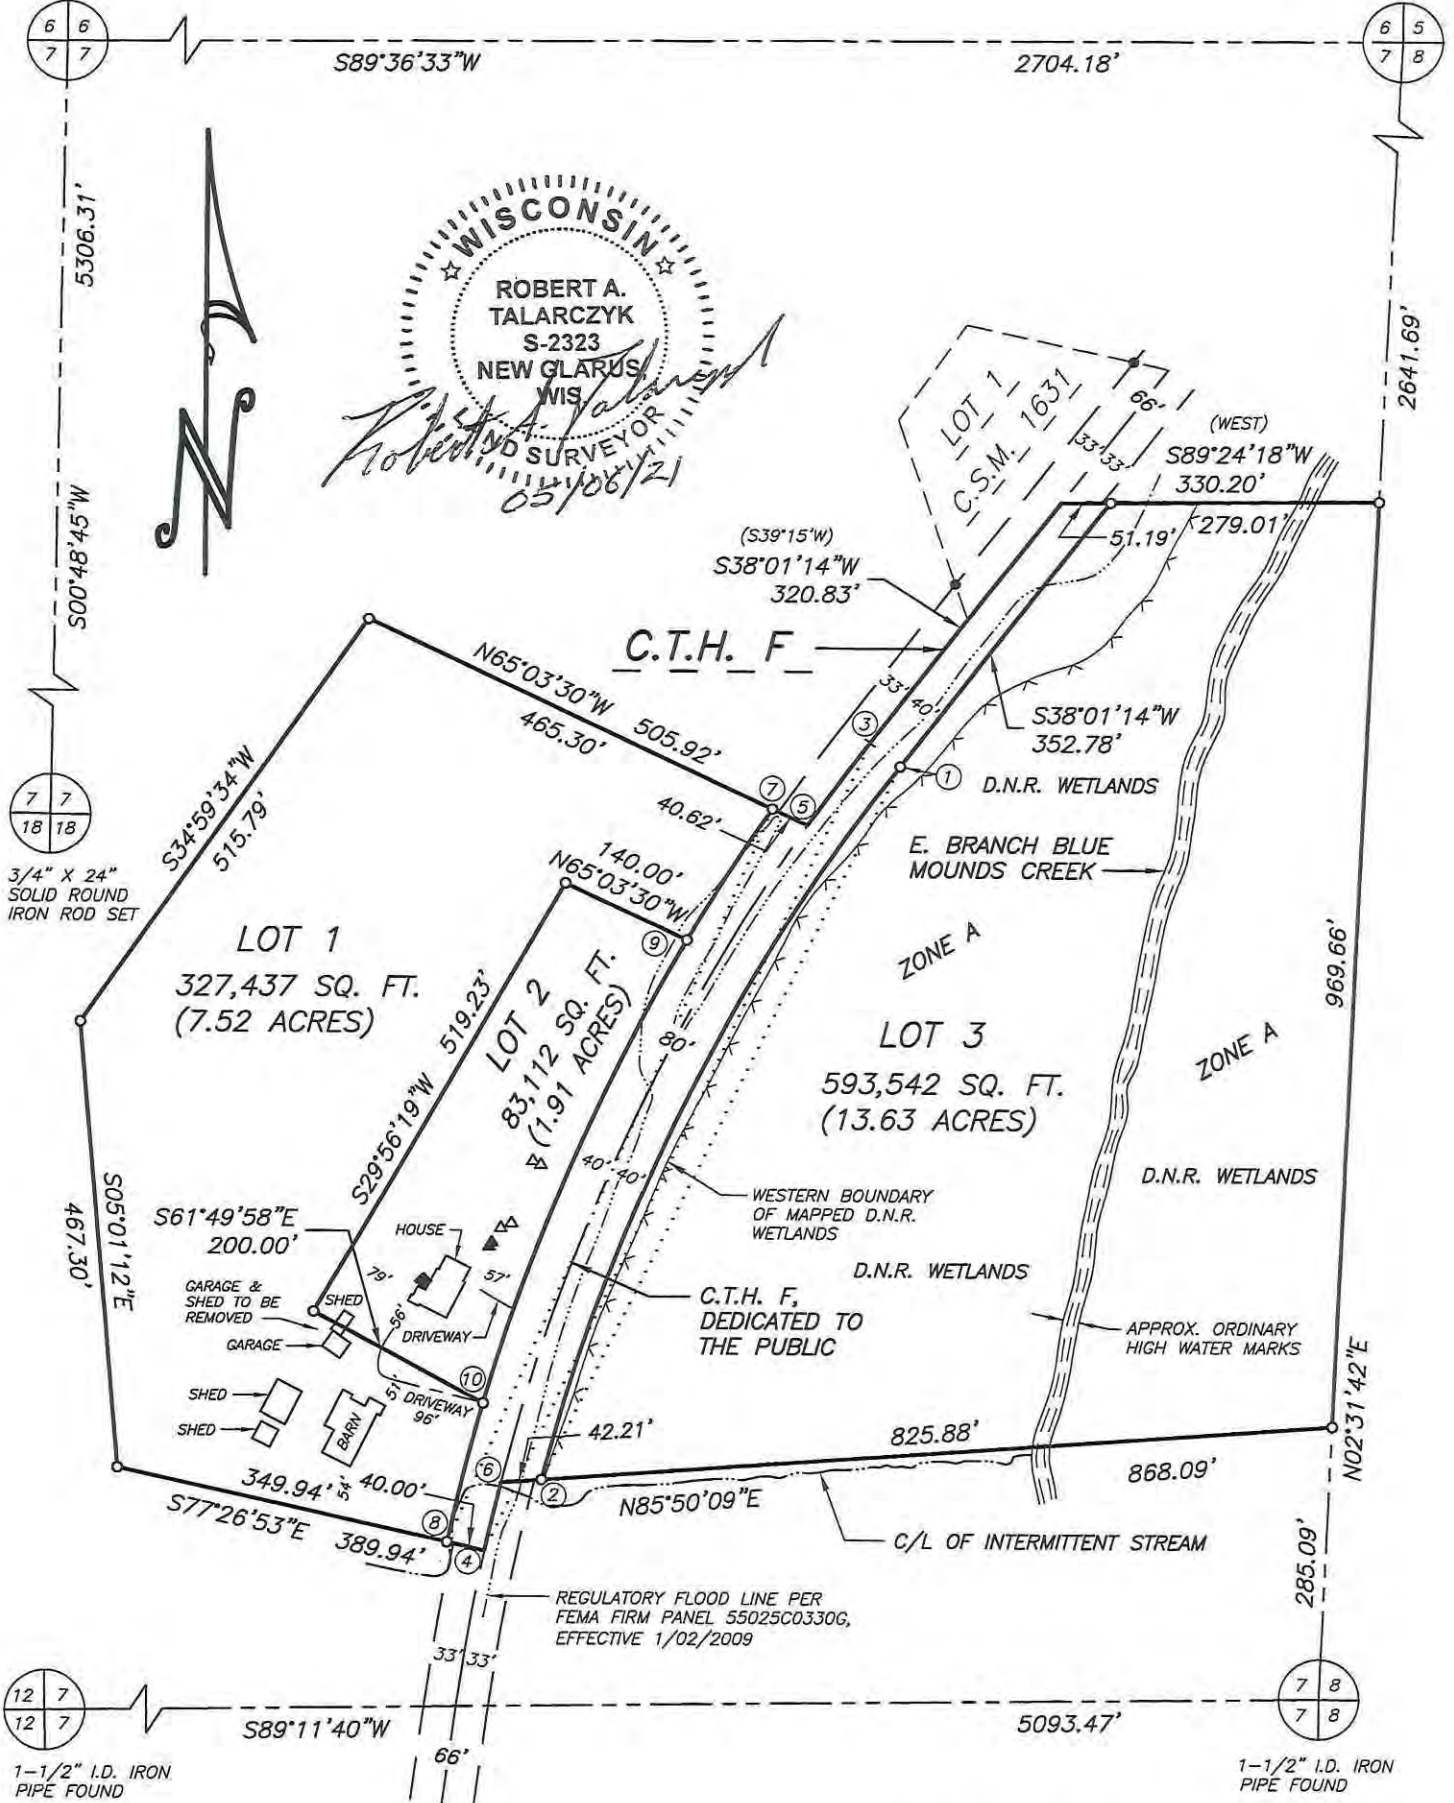 6 6
7 7
S89°36'33"W
2704.18'
6 5
7 8
5306.31'
S00°48'45"W
WISCONSIN
ROBERT A.
TALARCZYK
S-2323
NEW GLARUS,
WIS.
SURVEYOR
Robert A. Talarczyk
05/06/21
N
2641.69'
LOT 1
C.S.M. 1631
66'
33' 33'
(WEST)
S89°24'18"W
330.20'
279.01'
51.19'
(S39°15'W)
S38°01'14"W
320.83'
C.T.H. F
33'
40'
3
S38°01'14"W
352.78'
1
D.N.R. WETLANDS
E. BRANCH BLUE
MOUNDS CREEK
N65°03'30"W
465.30'
505.92'
7
5
40.62'
S34°59'34"W
515.79'
7 7
18 18
3/4" X 24"
SOLID ROUND
IRON ROD SET
LOT 1
327,437 SQ. FT.
(7.52 ACRES)
140.00'
N65°03'30"W
9
519.23'
S29°56'19"W
LOT 2
83,112 SQ. FT.
(1.91 ACRES)
80'
40' 40'
ZONE A
LOT 3
593,542 SQ. FT.
(13.63 ACRES)
ZONE A
969.66'
N02°31'42"E
D.N.R. WETLANDS
WESTERN BOUNDARY
OF MAPPED D.N.R.
WETLANDS
D.N.R. WETLANDS
S05°01'12"E
467.30'
S61°49'58"E
200.00'
HOUSE
79'
57'
56'
GARAGE &
SHED TO BE
REMOVED
SHED
GARAGE
DRIVEWAY
10
51'
DRIVEWAY
96'
SHED
SHED
BARN
C.T.H. F,
DEDICATED TO
THE PUBLIC
APPROX. ORDINARY
HIGH WATER MARKS
42.21'
825.88'
868.09'
N85°50'09"E
6
2
349.94'
54'
40.00'
S77°26'53"E
389.94'
8
4
C/L OF INTERMITTENT STREAM
285.09'
REGULATORY FLOOD LINE PER
FEMA FIRM PANEL 55025C0330G,
EFFECTIVE 1/02/2009
33' 33'
66'
12 7
12 7
S89°11'40"W
5093.47'
7 8
7 8
1-1/2" I.D. IRON
PIPE FOUND
1-1/2" I.D. IRON
PIPE FOUND